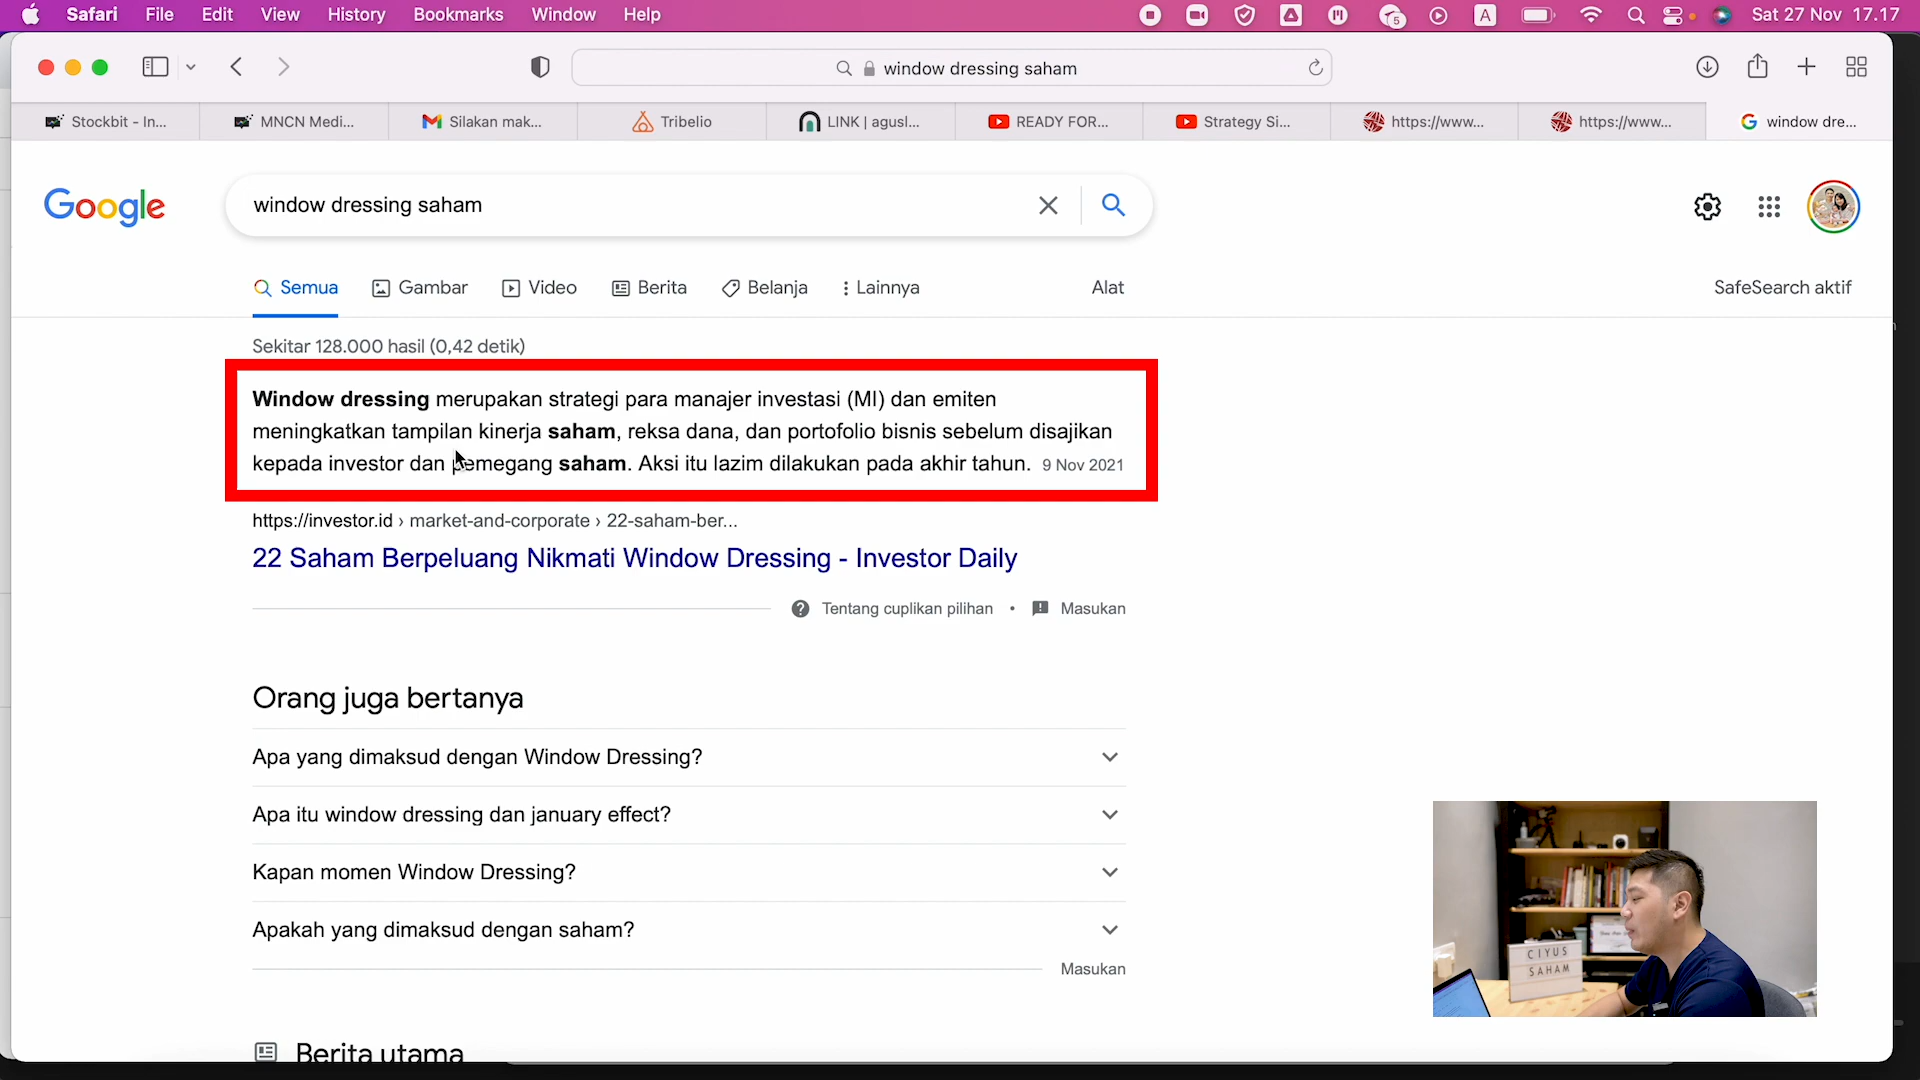 Safari File Edit View History Bookmarks Window Help 5 A Sat 27 Nov 17.17
window dressing saham
Stockbit - In... MNCN Medi... Silakan mak... Tribelio LINK | agusl... READY FOR... Strategy Si... https://www... https://www... window dre...
Google window dressing saham
Semua Gambar Video Berita Belanja Lainnya Alat SafeSearch aktif
Sekitar 128.000 hasil (0,42 detik)
Window dressing merupakan strategi para manajer investasi (MI) dan emiten
meningkatkan tampilan kinerja saham, reksa dana, dan portofolio bisnis sebelum disajikan
kepada investor dan pemegang saham. Aksi itu lazim dilakukan pada akhir tahun. 9 Nov 2021
https://investor.id › market-and-corporate › 22-saham-ber...
22 Saham Berpeluang Nikmati Window Dressing - Investor Daily
Tentang cuplikan pilihan • Masukan
Orang juga bertanya
Apa yang dimaksud dengan Window Dressing?
Apa itu window dressing dan january effect?
Kapan momen Window Dressing?
Apakah yang dimaksud dengan saham?
Masukan
Berita utama
CIYUS
SAHAM